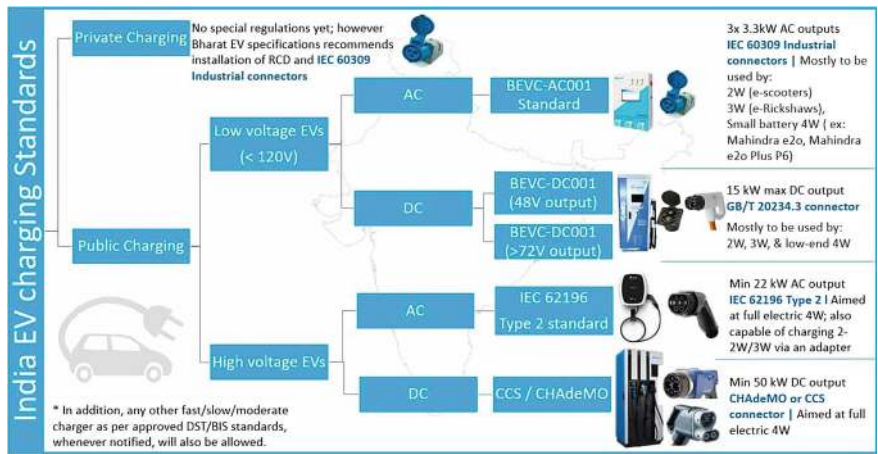 India EV charging Standards
Private Charging
No special regulations yet; however
Bharat EV specifications recommends
installation of RCD and IEC 60309
Industrial connectors
Public Charging
Low voltage EVs
(< 120V)
AC
BEVC-AC001
Standard
3x 3.3kW AC outputs
IEC 60309 Industrial
connectors | Mostly to be
used by:
2W (e-scooters)
3W (e-Rickshaws),
Small battery 4W ( ex:
Mahindra e2o, Mahindra
e2o Plus P6)
DC
BEVC-DC001
(48V output)
BEVC-DC001
(>72V output)
15 kW max DC output
GB/T 20234.3 connector
Mostly to be used by:
2W, 3W, & low-end 4W
High voltage EVs
AC
IEC 62196
Type 2 standard
Min 22 kW AC output
IEC 62196 Type 2 l Aimed
at full electric 4W; also
capable of charging 2-
2W/3W via an adapter
DC
CCS / CHAdeMO
Min 50 kW DC output
CHAdeMO or CCS
connector | Aimed at full
electric 4W
* In addition, any other fast/slow/moderate
charger as per approved DST/BIS standards,
whenever notified, will also be allowed.